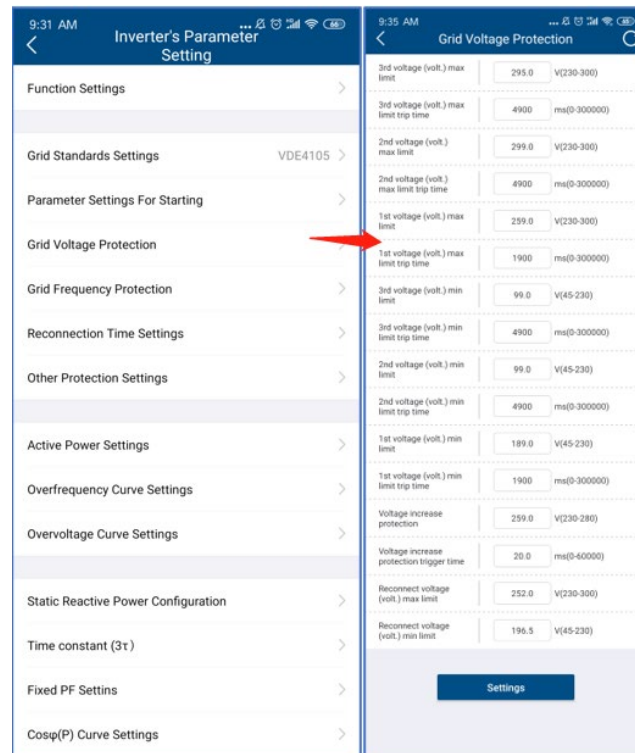 9:31 AM
... 66
Inverter's Parameter
Setting
Function Settings
Grid Standards Settings VDE4105
Parameter Settings For Starting
Grid Voltage Protection
Grid Frequency Protection
Reconnection Time Settings
Other Protection Settings
Active Power Settings
Overfrequency Curve Settings
Overvoltage Curve Settings
Static Reactive Power Configuration
Time constant (3τ)
Fixed PF Settins
Cosφ(P) Curve Settings
9:35 AM
...
Grid Voltage Protection
3rd voltage (volt.) max
limit
295.0 V(230-300)
3rd voltage (volt.) max
limit trip time
4900 ms(0-300000)
2nd voltage (volt.)
max limit
299.0 V(230-300)
2nd voltage (volt.)
max limit trip time
4900 ms(0-300000)
1st voltage (volt.) max
limit
259.0 V(230-300)
1st voltage (volt.) max
limit trip time
1900 ms(0-300000)
3rd voltage (volt.) min
limit
99.0 V(45-230)
3rd voltage (volt.) min
limit trip time
4900 ms(0-300000)
2nd voltage (volt.) min
limit
99.0 V(45-230)
2nd voltage (volt.) min
limit trip time
4900 ms(0-300000)
1st voltage (volt.) min
limit
189.0 V(45-230)
1st voltage (volt.) min
limit trip time
1900 ms(0-300000)
Voltage increase
protection
259.0 V(230-280)
Voltage increase
protection trigger time
20.0 ms(0-60000)
Reconnect voltage
(volt.) max limit
252.0 V(230-300)
Reconnect voltage
(volt.) min limit
196.5 V(45-230)
Settings